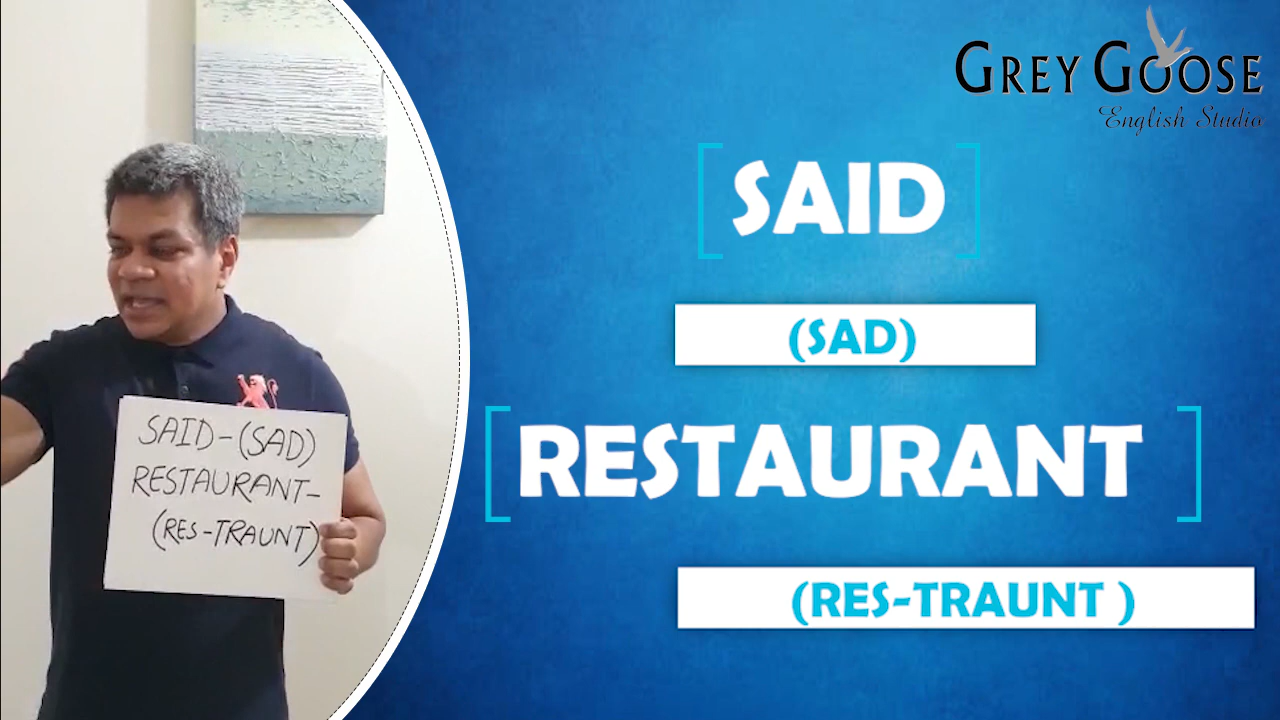 GREY GOOSE
English Studio
[SAID]
(SAD)
[RESTAURANT ]
(RES-TRAUNT )
SAID-(SAD)
RESTAURANT-
(RES-TRAUNT)